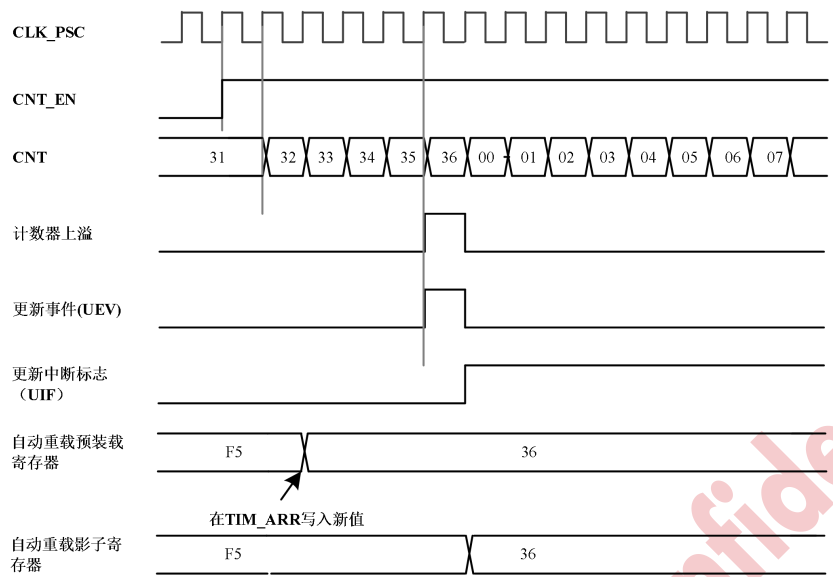 CLK_PSC
CNT_EN
CNT
31 32 33 34 35 36 00 01 02 03 04 05 06 07
计数器上溢
更新事件(UEV)
更新中断标志
（UIF）
自动重载预装载
寄存器
F5 36
在TIM_ARR写入新值
自动重载影子寄
存器
F5 36